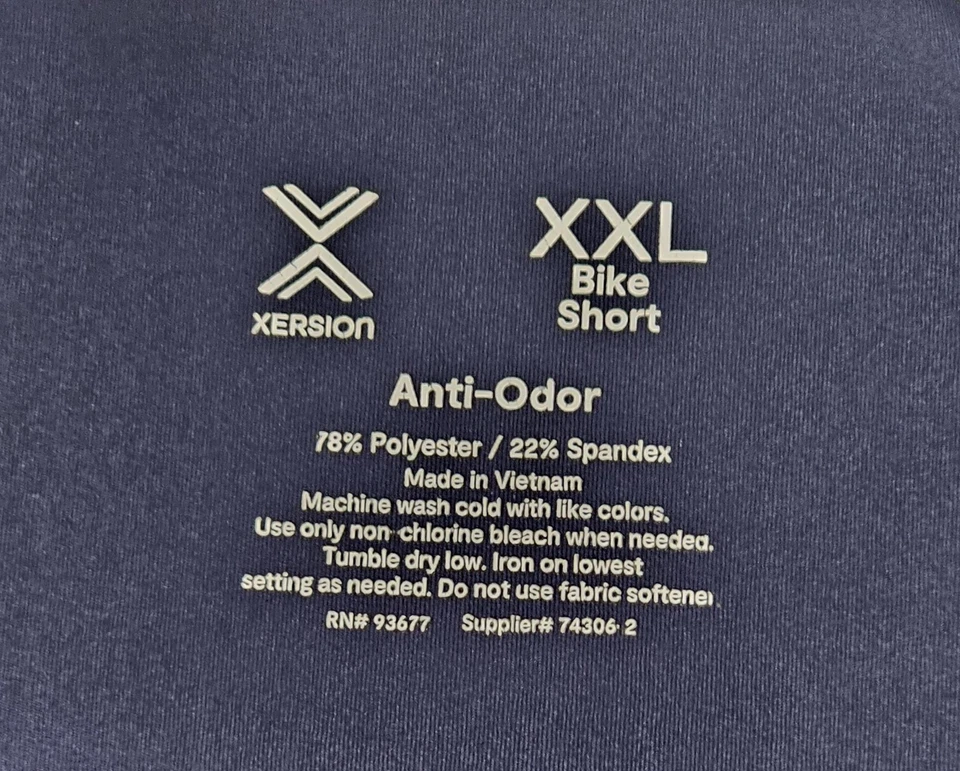 XERSION
XXL
Bike
Short
Anti-Odor
78% Polyester / 22% Spandex
Made in Vietnam
Machine wash cold with like colors.
Use only non-chlorine bleach when needed.
Tumble dry low. Iron on lowest
setting as needed. Do not use fabric softener.
RN# 93677 Supplier# 74306-2